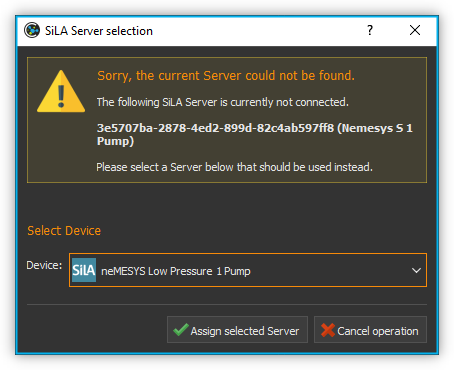 SiLA Server selection
?
Sorry, the current Server could not be found.
The following SiLA Server is currently not connected.
3e5707ba-2878-4ed2-899d-82c4ab597ff8 (Nemesys S 1
Pump)
Please select a Server below that should be used instead.
Select Device
Device: SiLA neMESYS Low Pressure 1 Pump
Assign selected Server Cancel operation